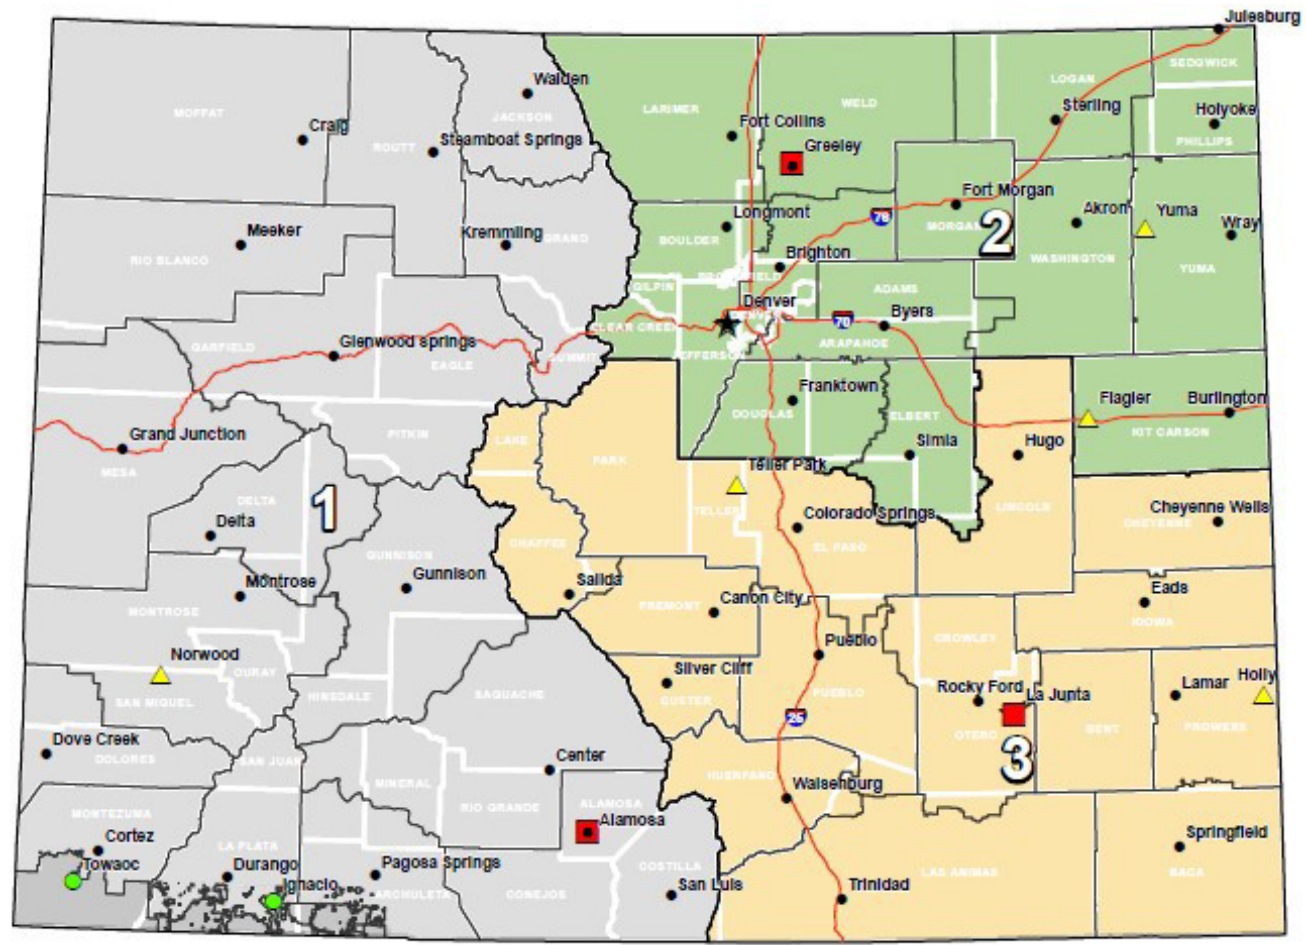 Julesburg
SEDGWICK
LOGAN
Walden
JACKSON
LARIMER
WELD
MOFFAT
Sterling
Holyoke
PHILLIPS
Craig
ROUTT
Steamboat Springs
Fort Collins
Greeley
Fort Morgan
MORGAN
2
Akron
Yuma
Wray
Longmont
76
Meeker
Kremmling
GRAND
BOULDER
Brighton
RIO BLANCO
WASHINGTON
YUMA
GILPIN
ADAMS
Denver
70
Byers
CLEAR CREEK
ARAPAHOE
GARFIELD
Glenwood springs
EAGLE
SUMMIT
JEFFERSON
Franktown
DOUGLAS
ELBERT
Flagler
Burlington
KIT CARSON
Grand Junction
PITKIN
LAKE
PARK
Simla
Hugo
MESA
Teller Park
TELLER
DELTA
1
Delta
Colorado Springs
EL PASO
LINCOLN
Cheyenne Wells
CHEYENNE
CHAFFEE
GUNNISON
Gunnison
Montrose
MONTROSE
Salida
FREMONT
Canon City
Eads
KIOWA
Norwood
OURAY
SAN MIGUEL
HINSDALE
SAGUACHE
Silver Cliff
CUSTER
Pueblo
PUEBLO
25
CROWLEY
Rocky Ford
La Junta
OTERO
3
BENT
Lamar
Holly
PROWERS
Dove Creek
DOLORES
SAN JUAN
MINERAL
Center
RIO GRANDE
HUERFANO
Walsenburg
MONTEZUMA
Cortez
Towaoc
LA PLATA
Durango
Ignacio
Pagosa Springs
ARCHULETA
ALAMOSA
Alamosa
CONEJOS
COSTILLA
San Luis
Trinidad
LAS ANIMAS
Springfield
BACA